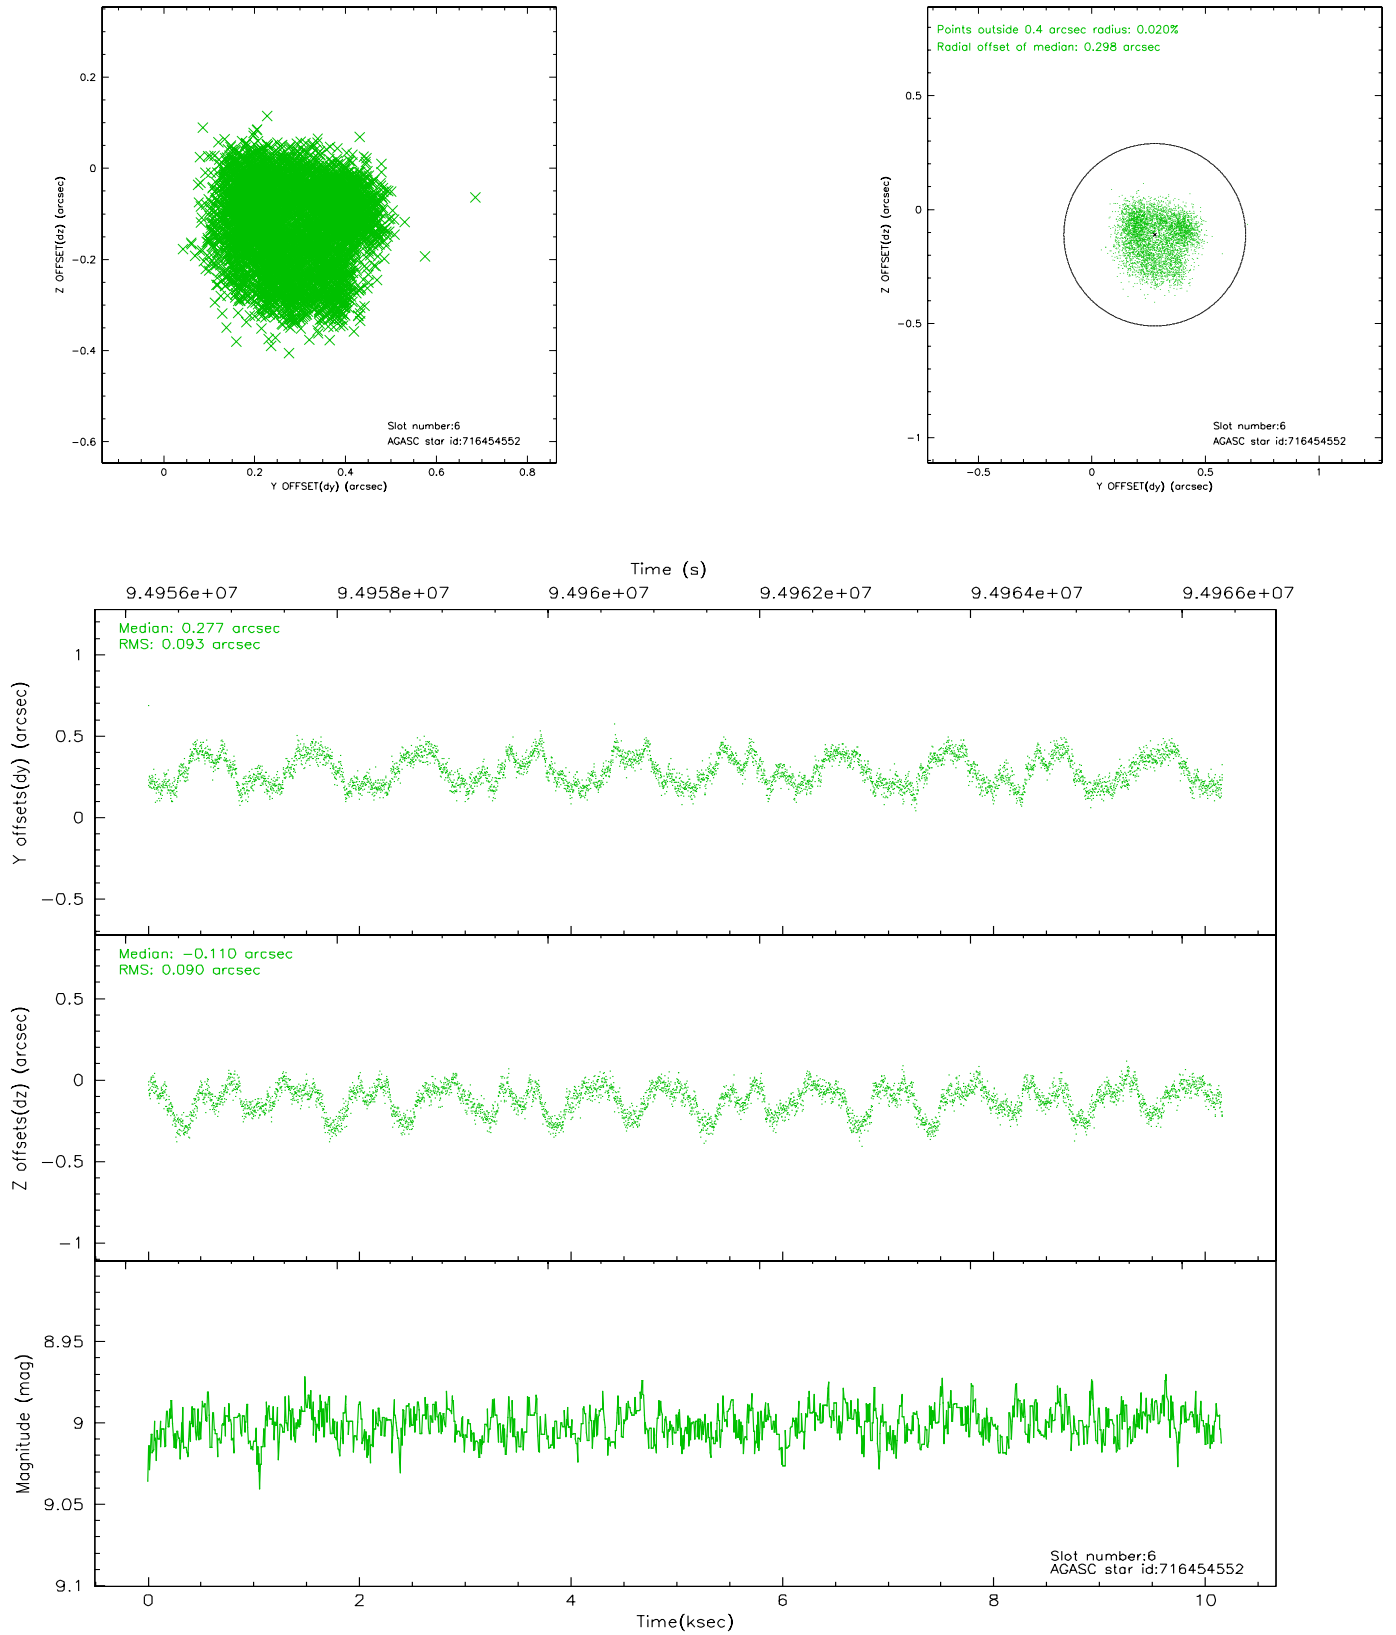 0.2
0
−0.2
−0.4
−0.6
Z OFFSET(dz) (arcsec)
Slot number:6
AGASC star id:716454552
0
0.2
0.4
0.6
0.8
Y OFFSET(dy) (arcsec)
Points outside 0.4 arcsec radius: 0.020%
Radial offset of median: 0.298 arcsec
0.5
0
−0.5
−1
Z OFFSET(dz) (arcsec)
Slot number:6
AGASC star id:716454552
−0.5
0
0.5
1
Y OFFSET(dy) (arcsec)
Time (s)
9.4956e+07
9.4958e+07
9.496e+07
9.4962e+07
9.4964e+07
9.4966e+07
Median: 0.277 arcsec
RMS: 0.093 arcsec
1
0.5
0
−0.5
Y offsets(dy) (arcsec)
Median: −0.110 arcsec
RMS: 0.090 arcsec
0.5
0
−0.5
−1
Z offsets(dz) (arcsec)
8.95
9
9.05
9.1
Magnitude (mag)
Slot number:6
AGASC star id:716454552
0
2
4
6
8
10
Time(ksec)